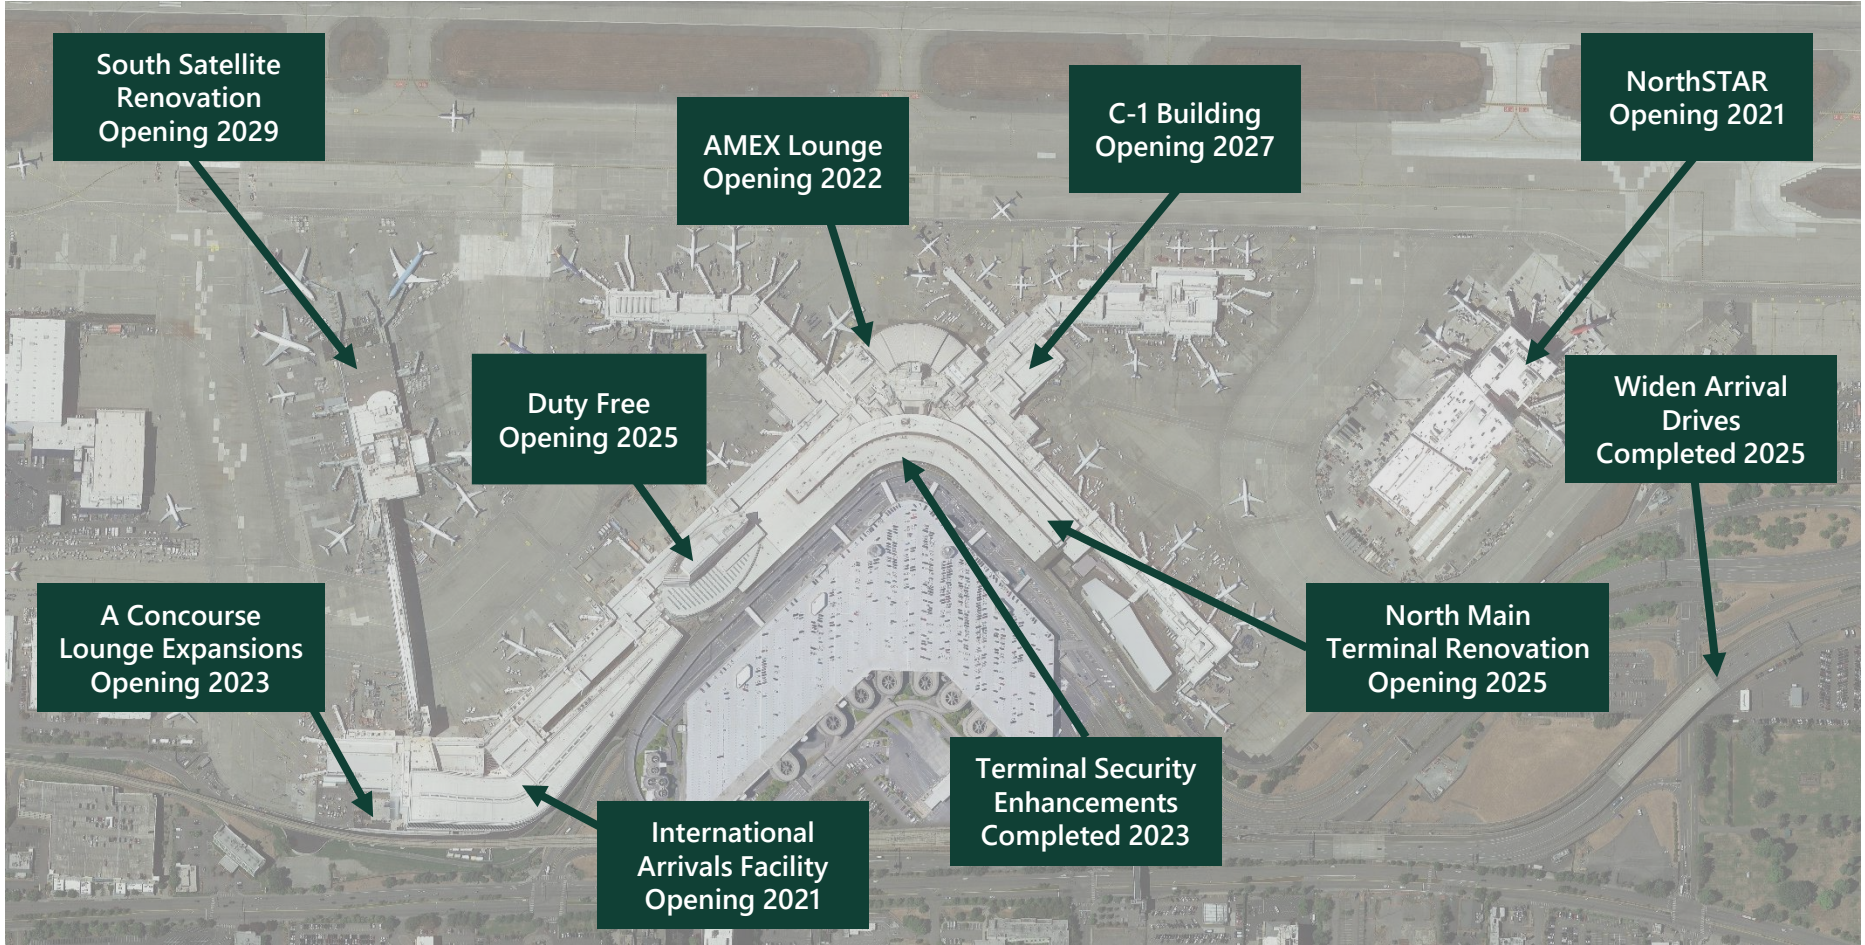 South Satellite
Renovation
Opening 2029
AMEX Lounge
Opening 2022
C-1 Building
Opening 2027
NorthSTAR
Opening 2021
Duty Free
Opening 2025
Widen Arrival
Drives
Completed 2025
A Concourse
Lounge Expansions
Opening 2023
North Main
Terminal Renovation
Opening 2025
Terminal Security
Enhancements
Completed 2023
International
Arrivals Facility
Opening 2021